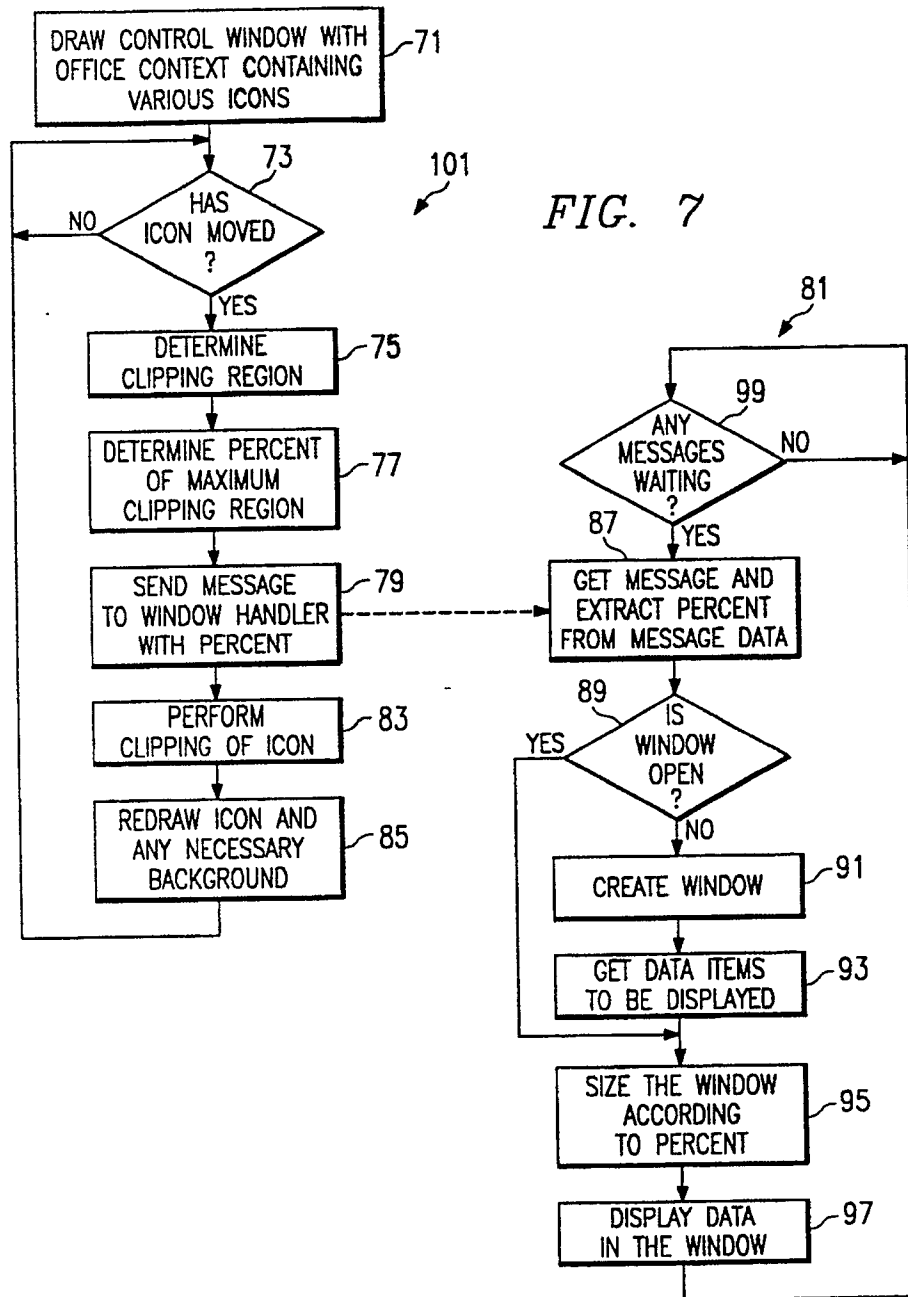 DRAW CONTROL WINDOW WITH
OFFICE CONTEXT CONTAINING
VARIOUS ICONS
71
73
HAS
ICON MOVED
?
NO
YES
101
FIG. 7
DETERMINE
CLIPPING REGION
75
DETERMINE PERCENT
OF MAXIMUM
CLIPPING REGION
77
SEND MESSAGE
TO WINDOW HANDLER
WITH PERCENT
79
PERFORM
CLIPPING OF ICON
83
REDRAW ICON AND
ANY NECESSARY
BACKGROUND
85
81
99
ANY
MESSAGES
WAITING
?
NO
YES
87
GET MESSAGE AND
EXTRACT PERCENT
FROM MESSAGE DATA
89
IS
WINDOW
OPEN
?
YES
NO
CREATE WINDOW
91
GET DATA ITEMS
TO BE DISPLAYED
93
SIZE THE WINDOW
ACCORDING
TO PERCENT
95
DISPLAY DATA
IN THE WINDOW
97